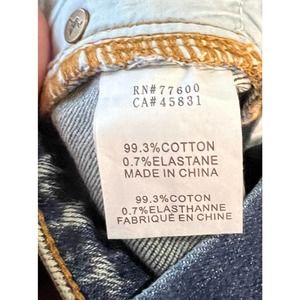 RN#77600
CA#45831
99.3%COTTON
0.7%ELASTANE
MADE IN CHINA
99.3%COTON
0.7%ELASTHANNE
FABRIQUÉ EN CHINE